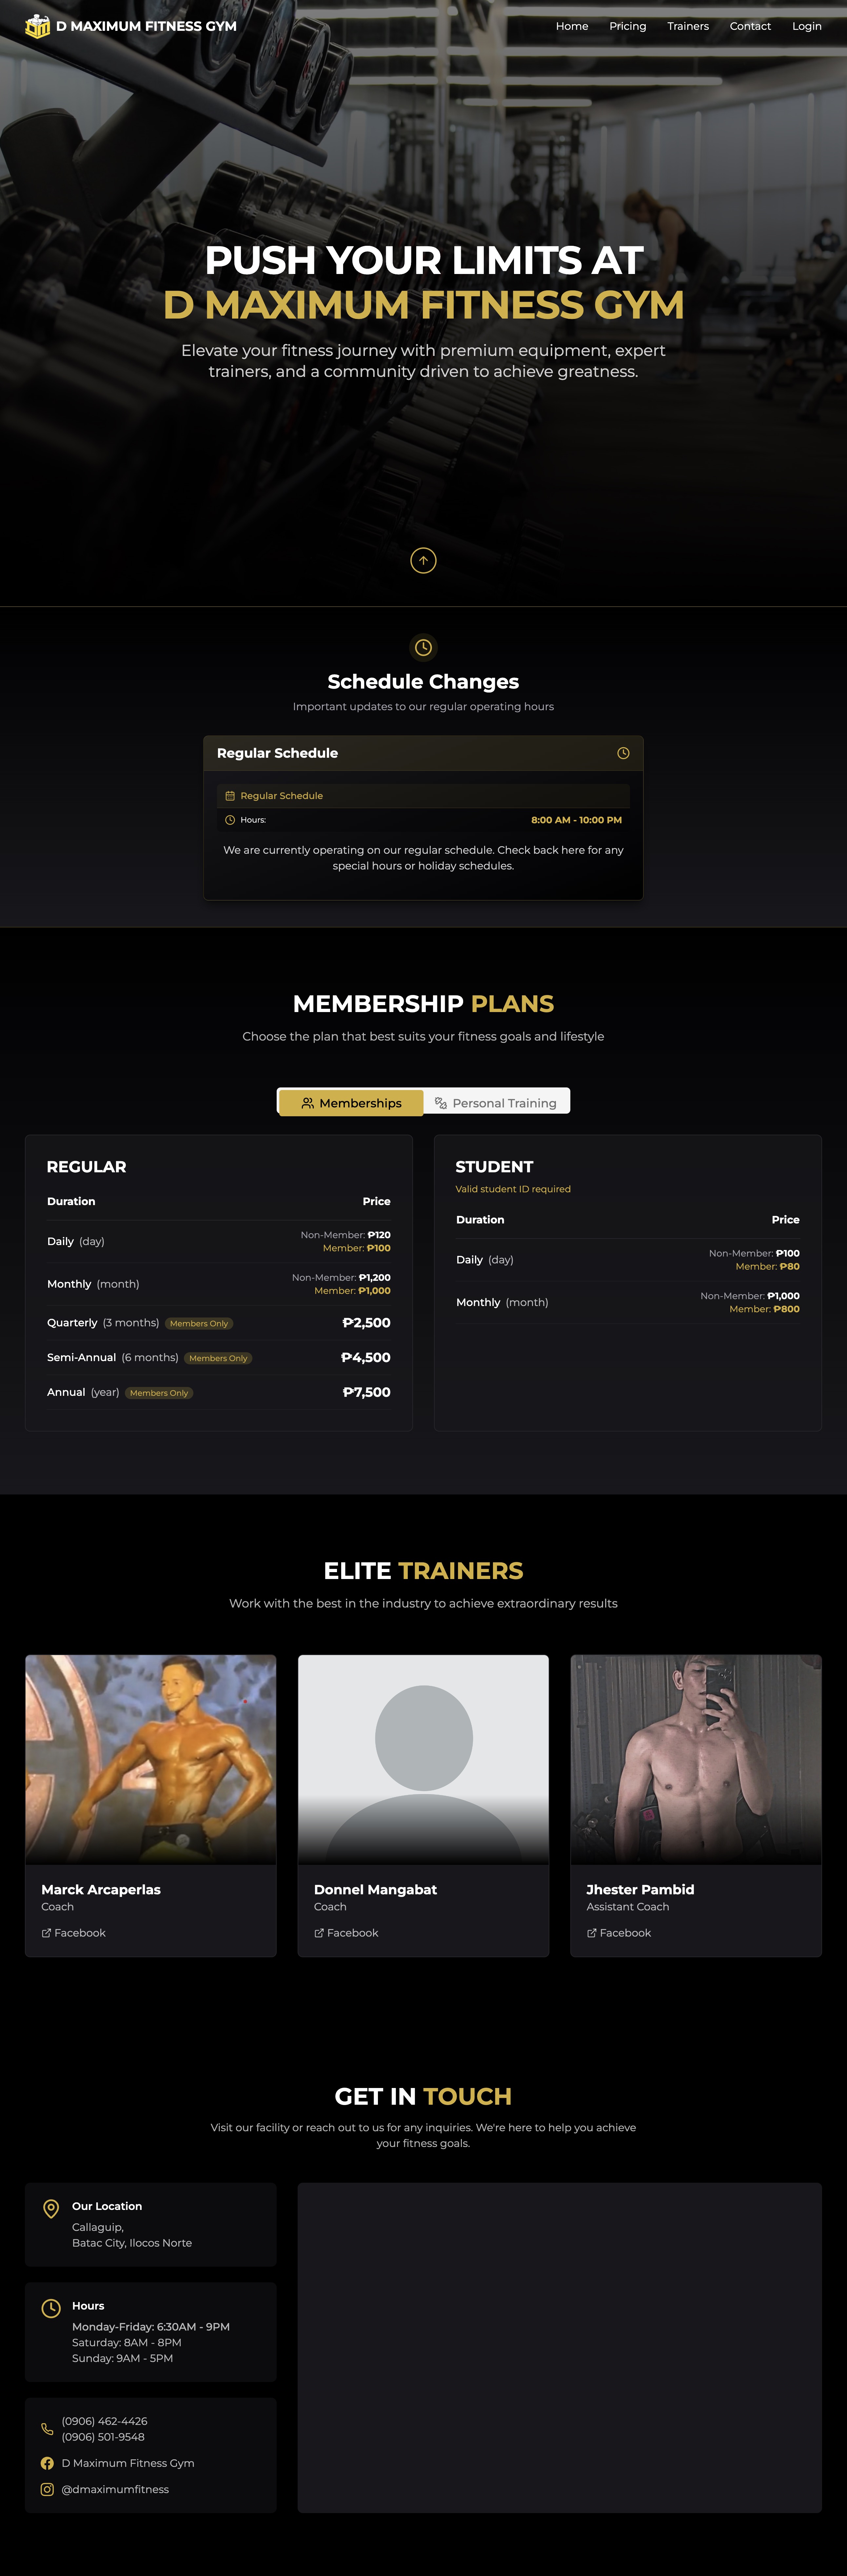 D MAXIMUM FITNESS GYM
Home Pricing Trainers Contact Login
PUSH YOUR LIMITS AT
D MAXIMUM FITNESS GYM
Elevate your fitness journey with premium equipment, expert
trainers, and a community driven to achieve greatness.
Schedule Changes
Important updates to our regular operating hours
Regular Schedule
Regular Schedule
Hours: 8:00 AM - 10:00 PM
We are currently operating on our regular schedule. Check back here for any
special hours or holiday schedules.
MEMBERSHIP PLANS
Choose the plan that best suits your fitness goals and lifestyle
Memberships Personal Training
REGULAR
Duration Price
Daily (day) Non-Member: ₱120
Member: ₱100
Monthly (month) Non-Member: ₱1,200
Member: ₱1,000
Quarterly (3 months) Members Only ₱2,500
Semi-Annual (6 months) Members Only ₱4,500
Annual (year) Members Only ₱7,500
STUDENT
Valid student ID required
Duration Price
Daily (day) Non-Member: ₱100
Member: ₱80
Monthly (month) Non-Member: ₱1,000
Member: ₱800
ELITE TRAINERS
Work with the best in the industry to achieve extraordinary results
Marck Arcaperlas
Coach
Facebook
Donnel Mangabat
Coach
Facebook
Jhester Pambid
Assistant Coach
Facebook
GET IN TOUCH
Visit our facility or reach out to us for any inquiries. We're here to help you achieve
your fitness goals.
Our Location
Callaguip,
Batac City, Ilocos Norte
Hours
Monday-Friday: 6:30AM - 9PM
Saturday: 8AM - 8PM
Sunday: 9AM - 5PM
(0906) 462-4426
(0906) 501-9548
D Maximum Fitness Gym
@dmaximumfitness